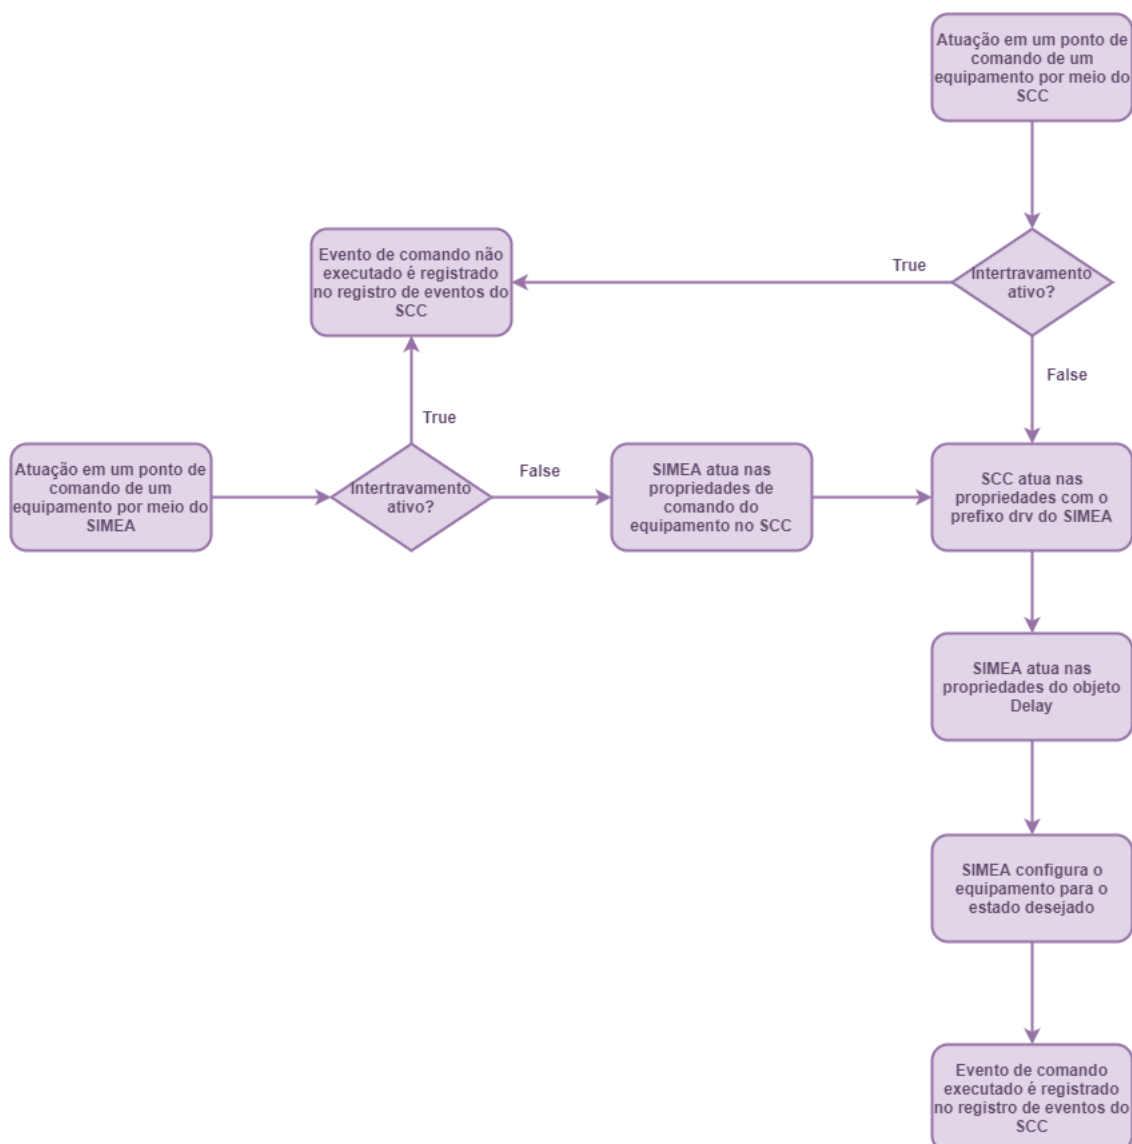 Atuação em um ponto de
comando de um
equipamento por meio do
SCC
Evento de comando não
executado é registrado
no registro de eventos do
SCC
True
Intertravamento
ativo?
False
True
Atuação em um ponto de
comando de um
equipamento por meio do
SIMEA
Intertravamento
ativo?
False
SIMEA atua nas
propriedades de
comando do
equipamento no SCC
SCC atua nas
propriedades com o
prefixo drv do SIMEA
SIMEA atua nas
propriedades do objeto
Delay
SIMEA configura o
equipamento para o
estado desejado
Evento de comando
executado é registrado
no registro de eventos do
SCC